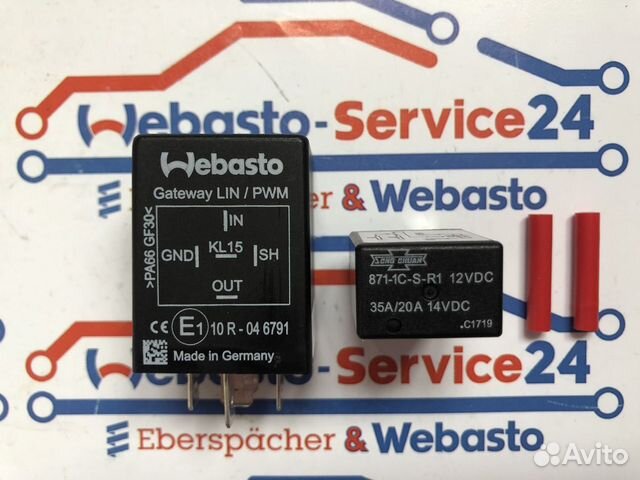 Webasto-Service24
Eberspächer & Webasto
Webasto
Gateway LIN / PWM
>PA66 GF30<
IN
GND
KL15
SH
OUT
CE E1 10 R - 04 6791
Made in Germany
SONG CHUAN
871-1C-S-R1 12VDC
35A/20A 14VDC
.C1719
Webasto-Service24
Eberspächer & Webasto
Avito